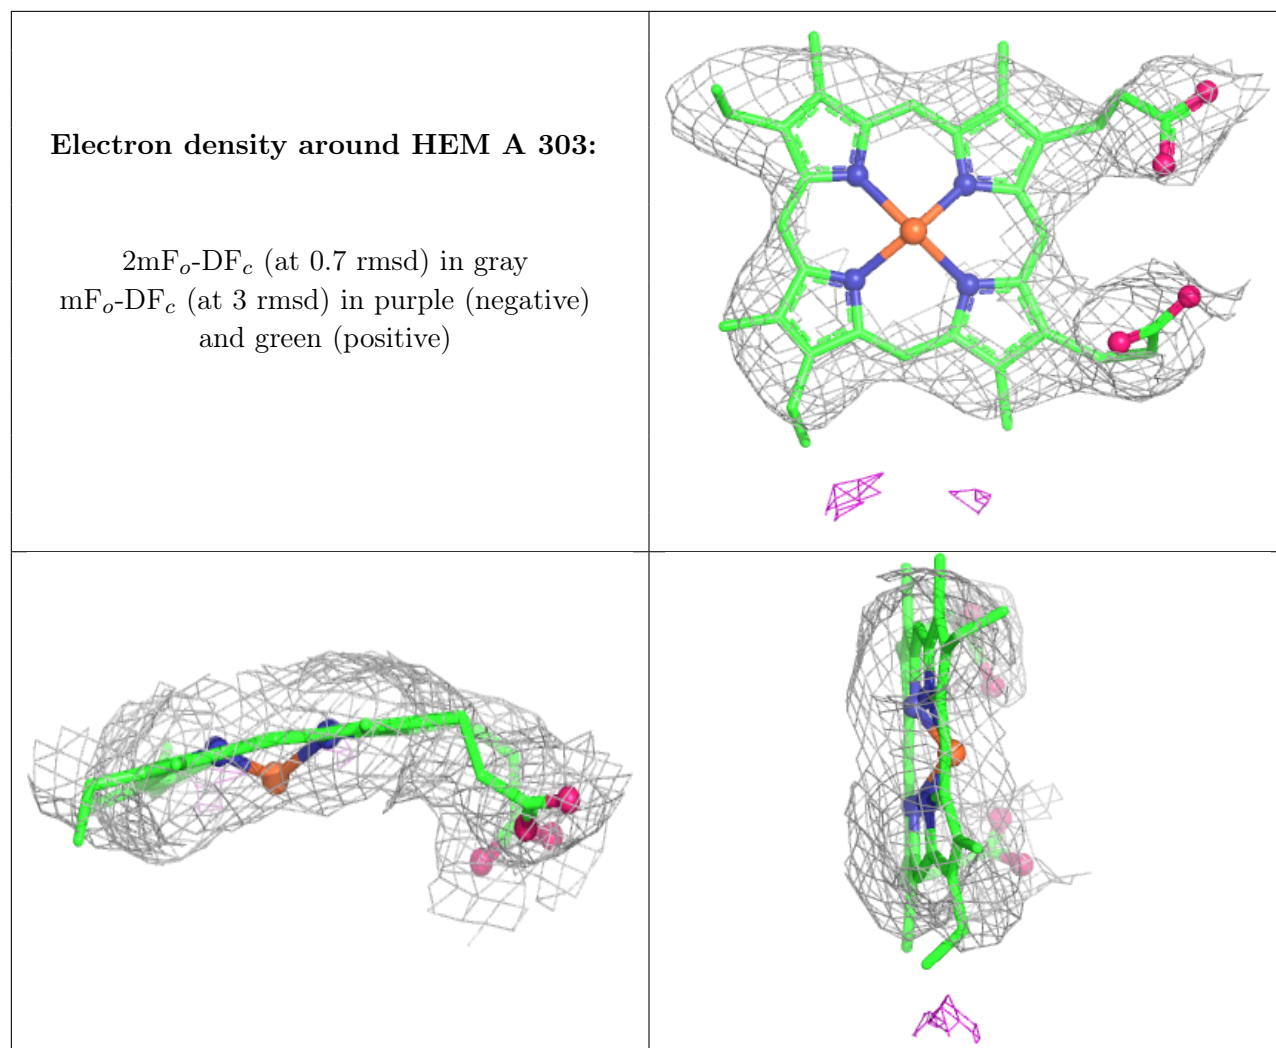 Electron density around HEM A 303:
2mFo-DFc (at 0.7 rmsd) in gray
mFo-DFc (at 3 rmsd) in purple (negative)
and green (positive)